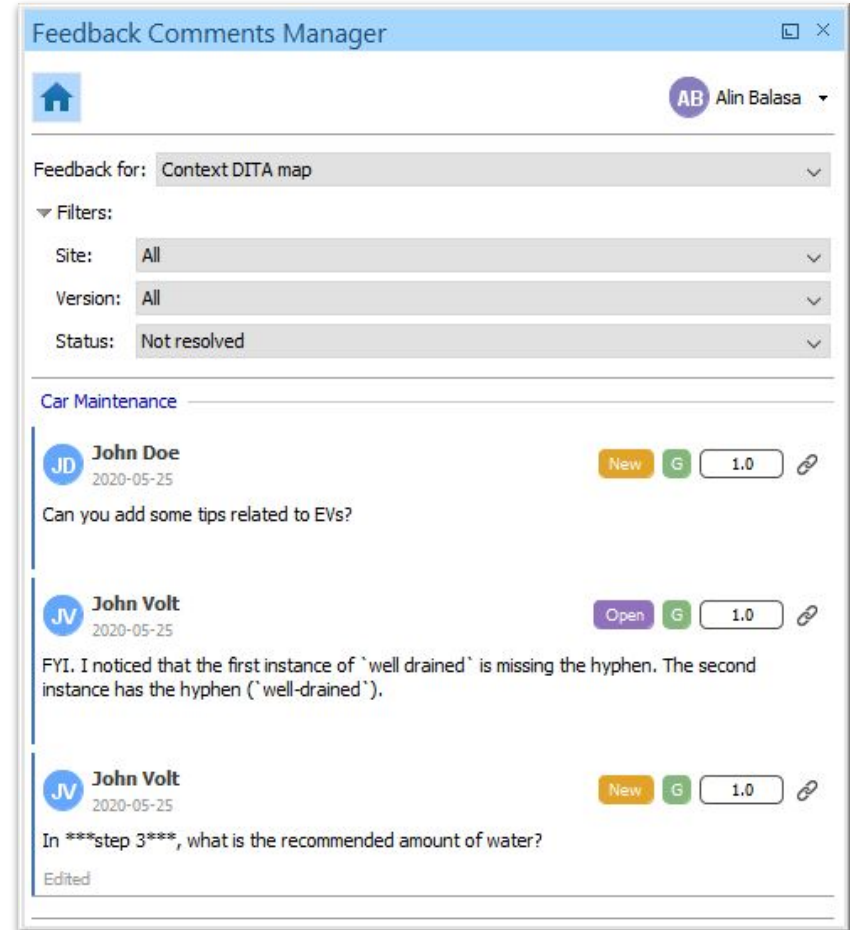 Feedback Comments Manager
AB Alin Balasa
Feedback for: Context DITA map
Filters:
Site: All
Version: All
Status: Not resolved
Car Maintenance
JD John Doe New G 1.0
2020-05-25
Can you add some tips related to EVs?
JV John Volt Open G 1.0
2020-05-25
FYI. I noticed that the first instance of `well drained` is missing the hyphen. The second
instance has the hyphen (`well-drained`).
JV John Volt New G 1.0
2020-05-25
In ***step 3***, what is the recommended amount of water?
Edited